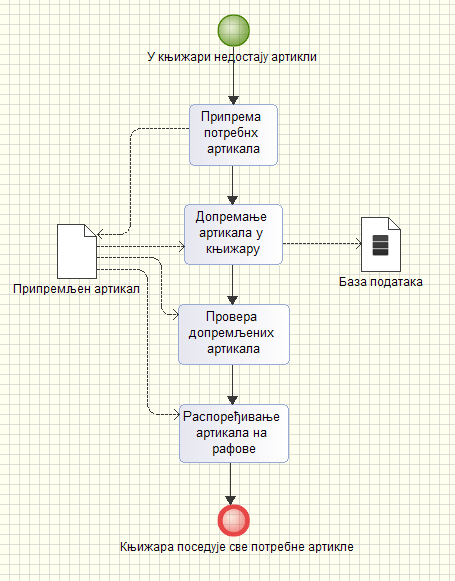 У књижари недостају артикли
Припрема
потребнх
артикала
Допремање
артикала у
књижару
Припремљен артикал
База података
Провера
допремљених
артикала
Распоређивање
артикала на
рафове
Књижара поседује све потребне артикле